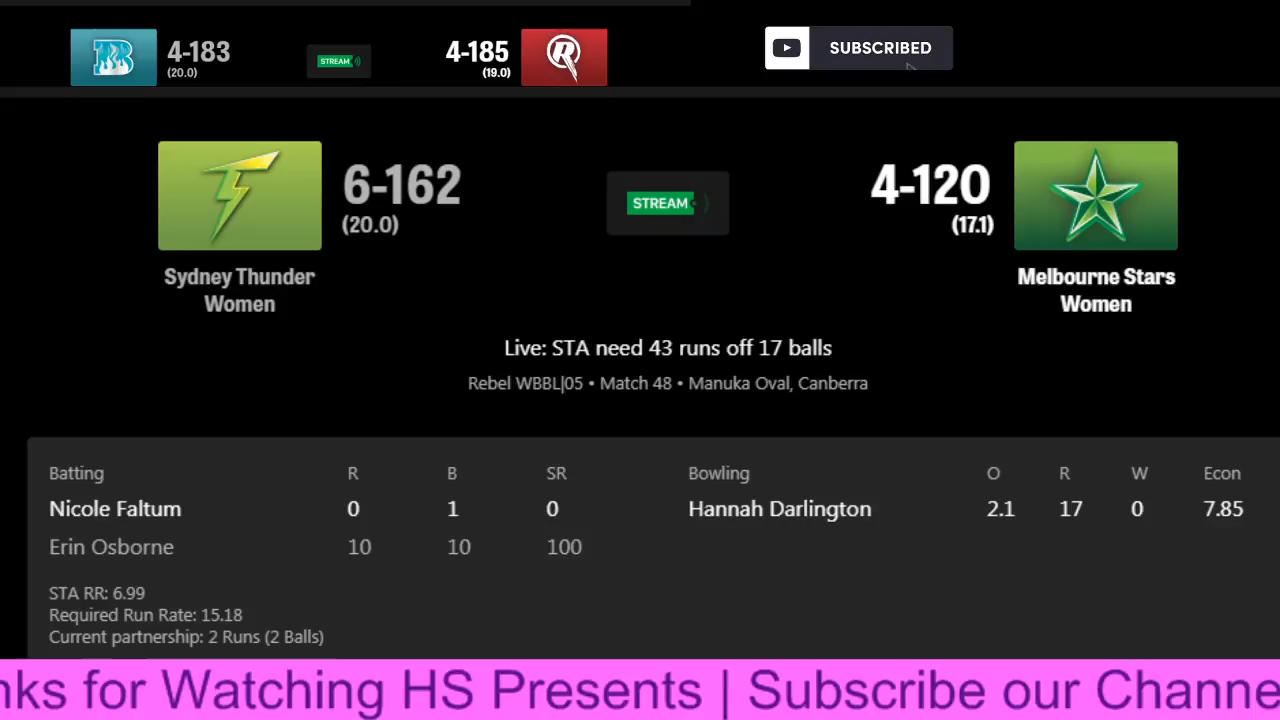 4-183
(20.0)
STREAM
4-185
(19.0)
SUBSCRIBED
6-162
(20.0)
STREAM
4-120
(17.1)
Sydney Thunder
Women
Melbourne Stars
Women
Live: STA need 43 runs off 17 balls
Rebel WBBL|05 • Match 48 • Manuka Oval, Canberra
Batting R B SR Bowling O R W Econ
Nicole Faltum 0 1 0 Hannah Darlington 2.1 17 0 7.85
Erin Osborne 10 10 100
STA RR: 6.99
Required Run Rate: 15.18
Current partnership: 2 Runs (2 Balls)
nks for Watching HS Presents | Subscribe our Channe